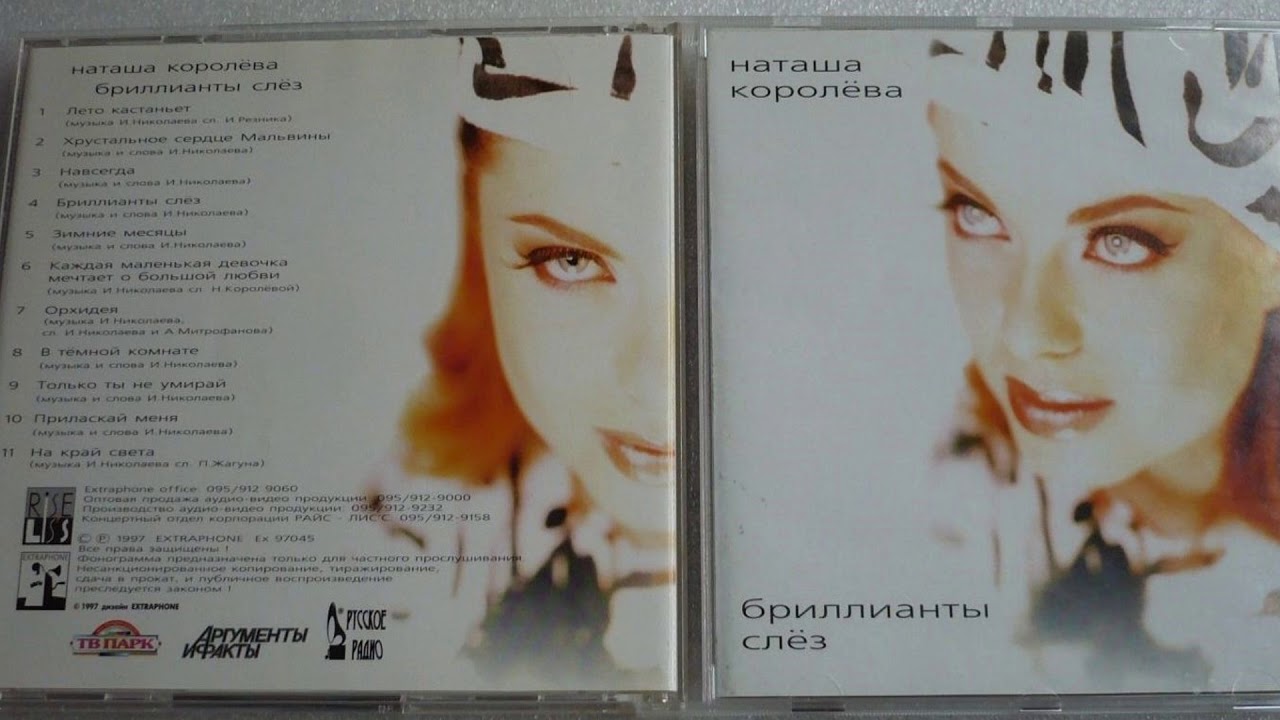 наташа королёва
бриллианты слёз
1 Лето кастаньет
(музыка И.Николаева сл. И.Резника)
2 Хрустальное сердце Мальвины
(музыка и слова И.Николаева)
3 Навсегда
(музыка и слова И.Николаева)
4 Бриллианты слёз
(музыка и слова И.Николаева)
5 Зимние месяцы
(музыка и слова И.Николаева)
6 Каждая маленькая девочка
мечтает о большой любви
(музыка И.Николаева сл. Н.Королёвой)
7 Орхидея
(музыка И.Николаева,
сл. И.Николаева и А.Митрофанова)
8 В тёмной комнате
(музыка и слова И.Николаева)
9 Только ты не умирай
(музыка и слова И.Николаева)
10 Приласкай меня
(музыка и слова И.Николаева)
11 На край света
(музыка И.Николаева сл. П.Жагуна)
RiSE
LISS
Extraphone office: 095/912 9060
Оптовая продажа аудио-видео продукции: 095/912-9000
Производство аудио-видео продукции: 095/912-9232
Концертный отдел корпорации РАЙС - ЛИС'С: 095/912-9158
© ℗ 1997 EXTRAPHONE Ex 97045
Все права защищены !
Фонограмма предназначена только для частного прослушивания
Несанкционированное копирование, тиражирование,
сдача в прокат, и публичное воспроизведение
преследуется законом !
EXTRAPHONE
© 1997 дизайн EXTRAPHONE
ТВ ПАРК
АРГУМЕНТЫ
И ФАКТЫ
РУССКОЕ
РАДИО
наташа
королёва
бриллианты
слёз